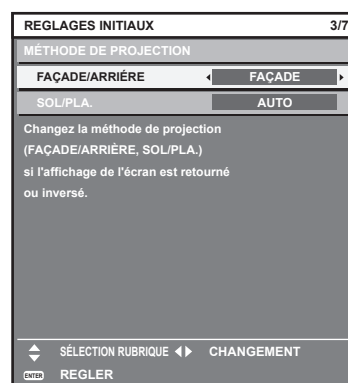 REGLAGES INITIAUX 3/7
MÉTHODE DE PROJECTION
FAÇADE/ARRIÉRE FAÇADE
SOL/PLA. AUTO
Changez la méthode de projection
(FAÇADE/ARRIÈRE, SOL/PLA.)
si l'affichage de l'écran est retourné
ou inversé.
SÉLECTION RUBRIQUE CHANGEMENT
ENTER REGLER